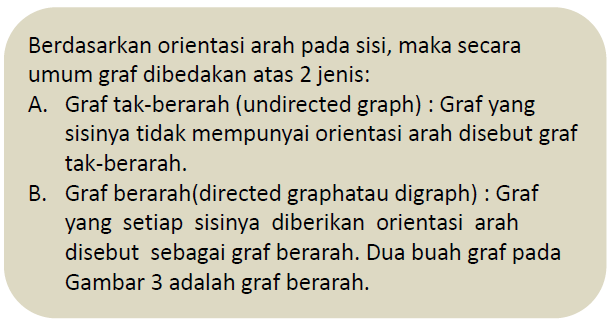 Berdasarkan orientasi arah pada sisi, maka secara
umum graf dibedakan atas 2 jenis:
A. Graf tak-berarah (undirected graph) : Graf yang
sisinya tidak mempunyai orientasi arah disebut graf
tak-berarah.
B. Graf berarah(directed graphatau digraph) : Graf
yang setiap sisinya diberikan orientasi arah
disebut sebagai graf berarah. Dua buah graf pada
Gambar 3 adalah graf berarah.